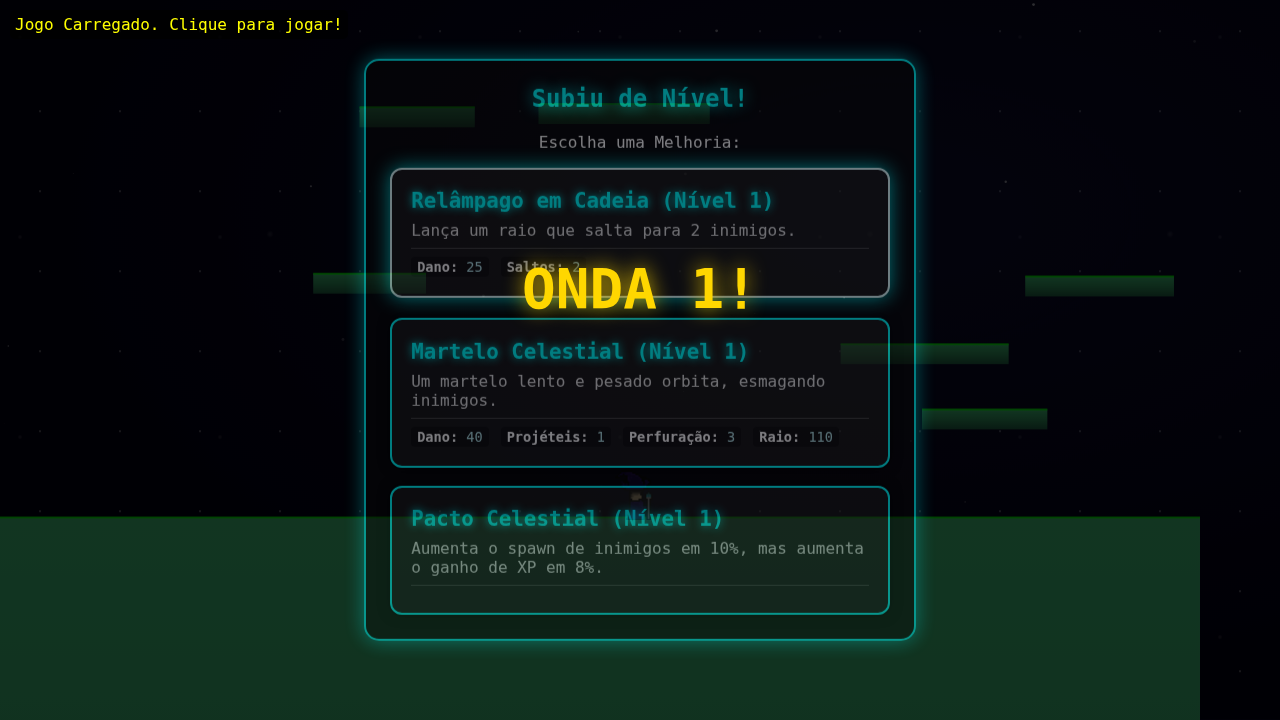 Jogo Carregado. Clique para jogar!
Subiu de Nível!
Escolha uma Melhoria:
Relâmpago em Cadeia (Nível 1)
Lança um raio que salta para 2 inimigos.
Dano: 25 Saltos: 2
ONDA 1!
Martelo Celestial (Nível 1)
Um martelo lento e pesado orbita, esmagando
inimigos.
Dano: 40 Projéteis: 1 Perfuração: 3 Raio: 110
Pacto Celestial (Nível 1)
Aumenta o spawn de inimigos em 10%, mas aumenta
o ganho de XP em 8%.